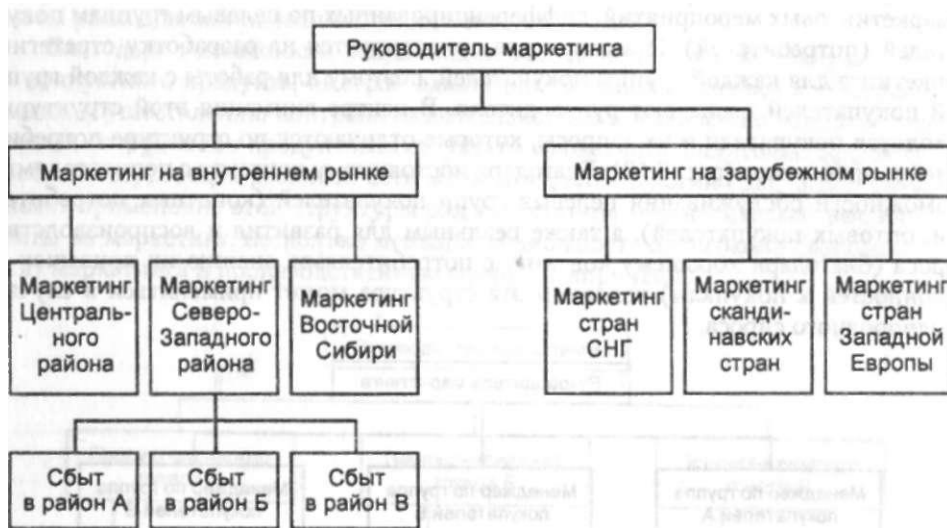 Руководитель маркетинга
Маркетинг на внутреннем рынке
Маркетинг на зарубежном рынке
Маркетинг
Централь-
ного
района
Маркетинг
Северо-
Западного
района
Маркетинг
Восточной
Сибири
Маркетинг
стран
СНГ
Маркетинг
сканди-
навских
стран
Маркетинг
стран
Западной
Европы
Сбыт
в район А
Сбыт
в район Б
Сбыт
в район В